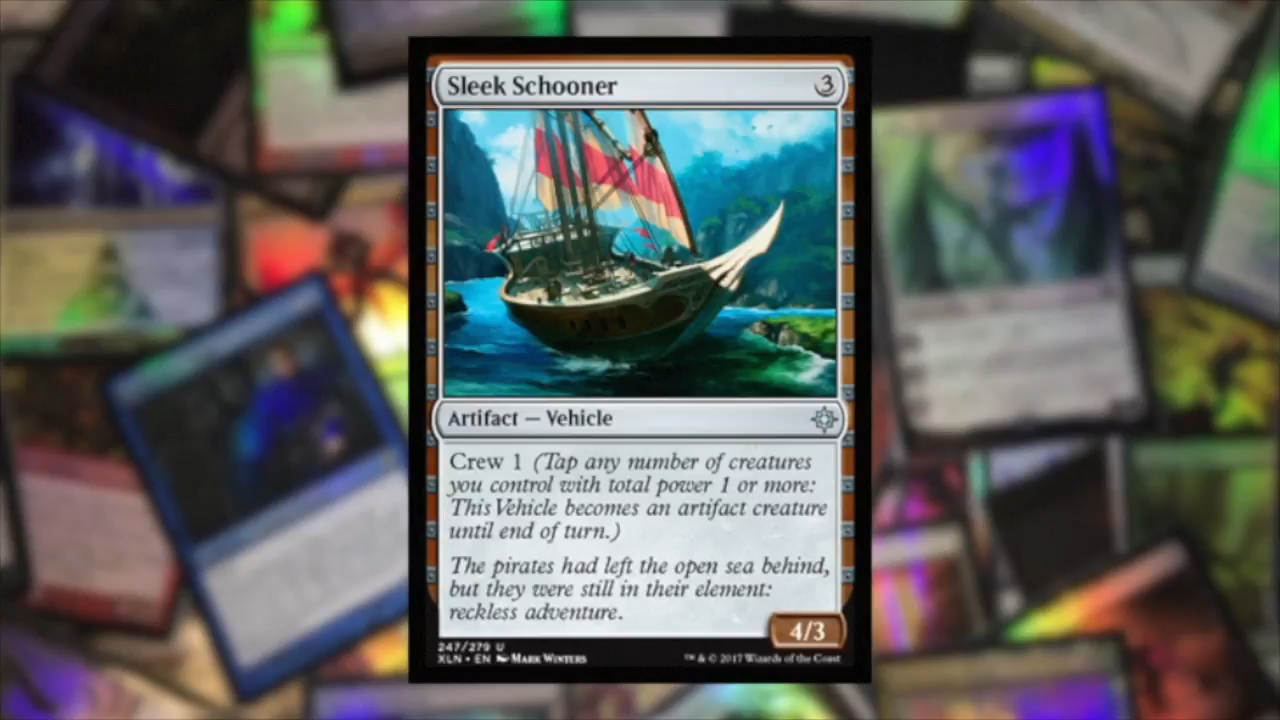 Sleek Schooner 3
Artifact — Vehicle
Crew 1 (Tap any number of creatures
you control with total power 1 or more:
This Vehicle becomes an artifact creature
until end of turn.)
The pirates had left the open sea behind,
but they were still in their element:
reckless adventure.
4/3
247/279 U
XLN • EN Mark Winters ™ & © 2017 Wizards of the Coast